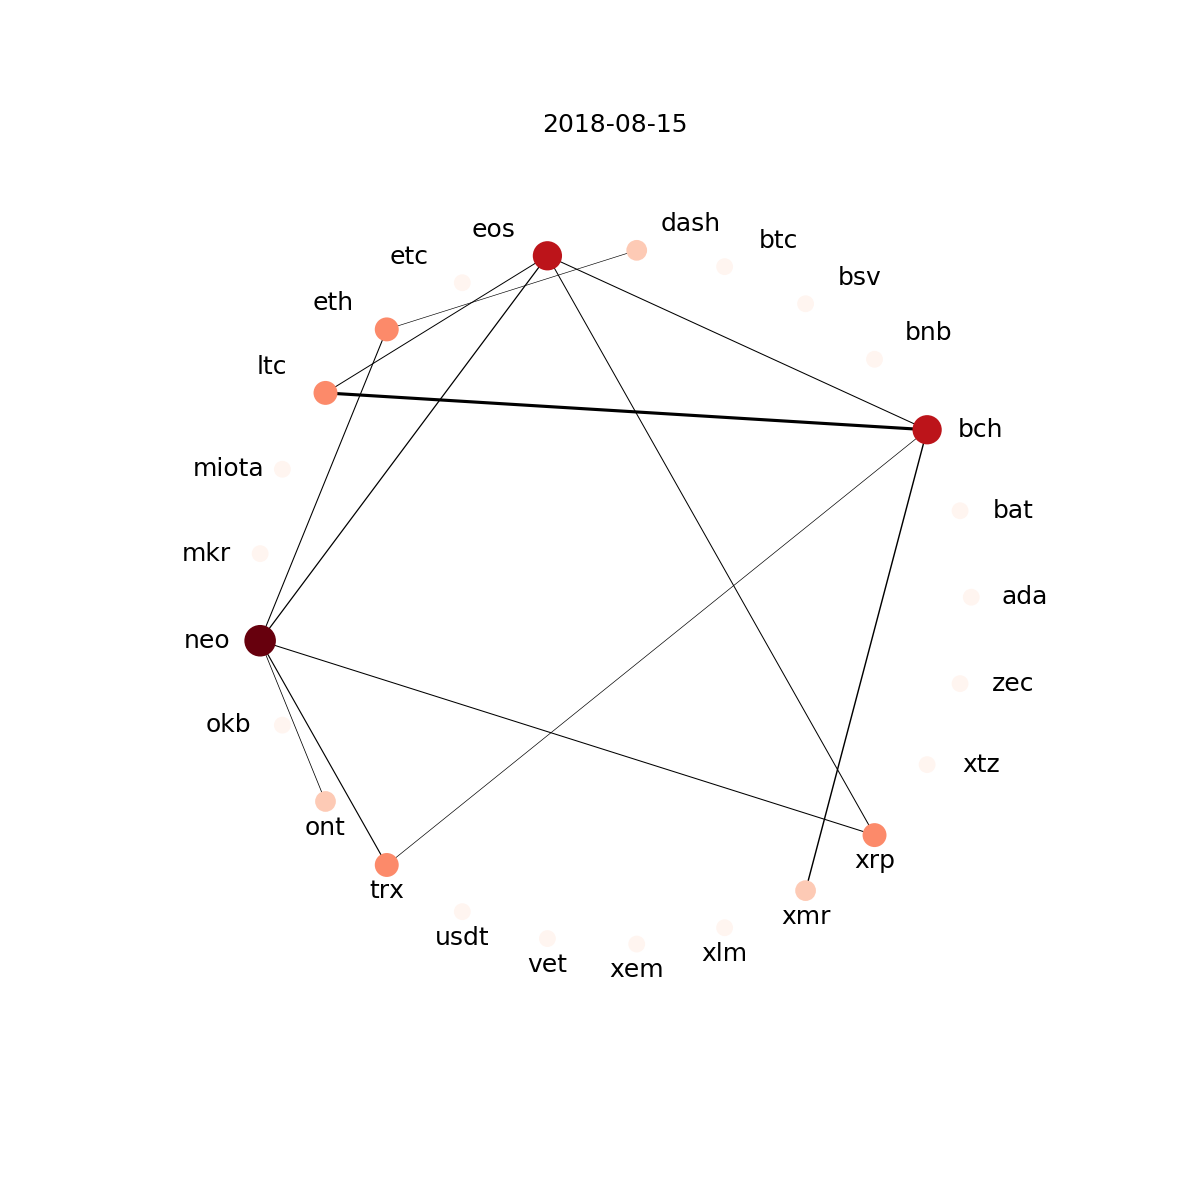 2018-08-15
dash
eos
btc
etc
bsv
eth
bnb
ltc
bch
miota
bat
mkr
ada
neo
zec
okb
xtz
ont
xrp
trx
xmr
usdt
xlm
vet
xem